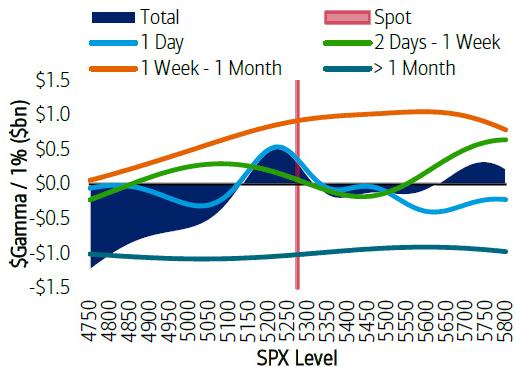 Total
Spot
1 Day
2 Days - 1 Week
1 Week - 1 Month
> 1 Month
$Gamma / 1% ($bn)
$1.5
$1.0
$0.5
$0.0
-$0.5
-$1.0
-$1.5
4750 4800 4850 4900 4950 5000 5050 5100 5150 5200 5250 5300 5350 5400 5450 5500 5550 5600 5650 5700 5750 5800
SPX Level